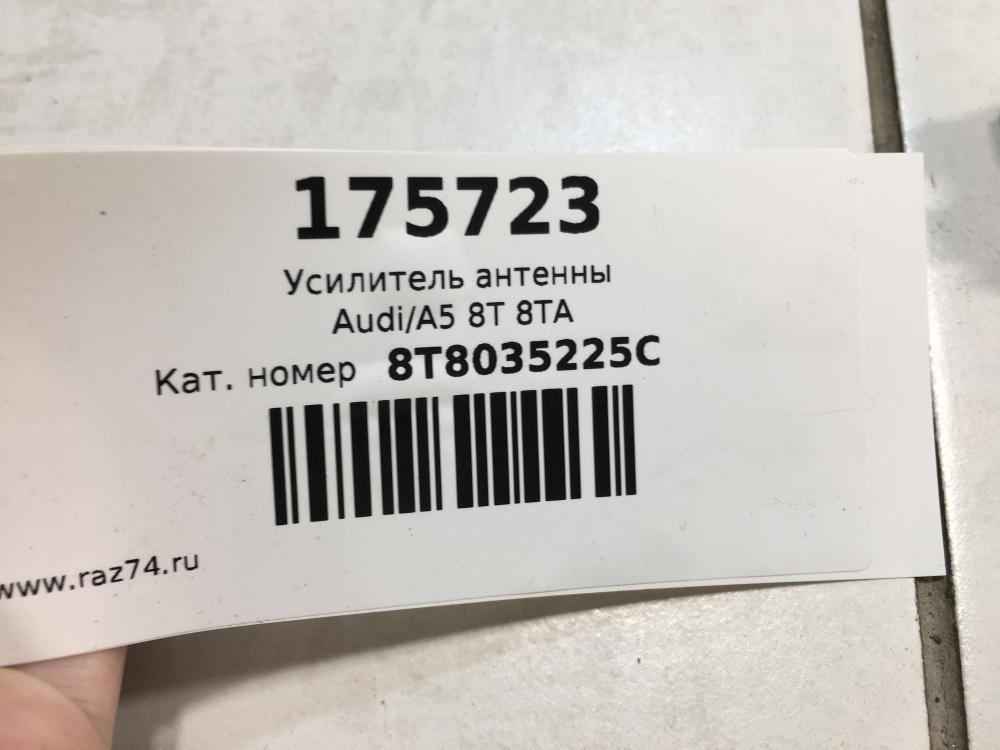 175723
Усилитель антенны
Audi/A5 8T 8TA
Кат. номер 8T8035225C
www.raz74.ru